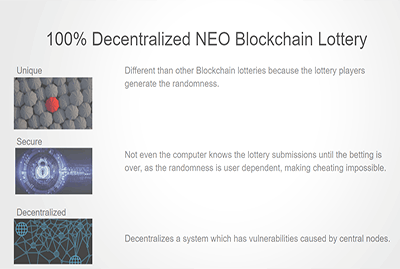 100% Decentralized NEO Blockchain Lottery
Unique
Different than other Blockchain lotteries because the lottery players
generate the randomness.
Secure
Not even the computer knows the lottery submissions until the betting is
over, as the randomness is user dependent, making cheating impossible.
Decentralized
Decentralizes a system which has vulnerabilities caused by central nodes.